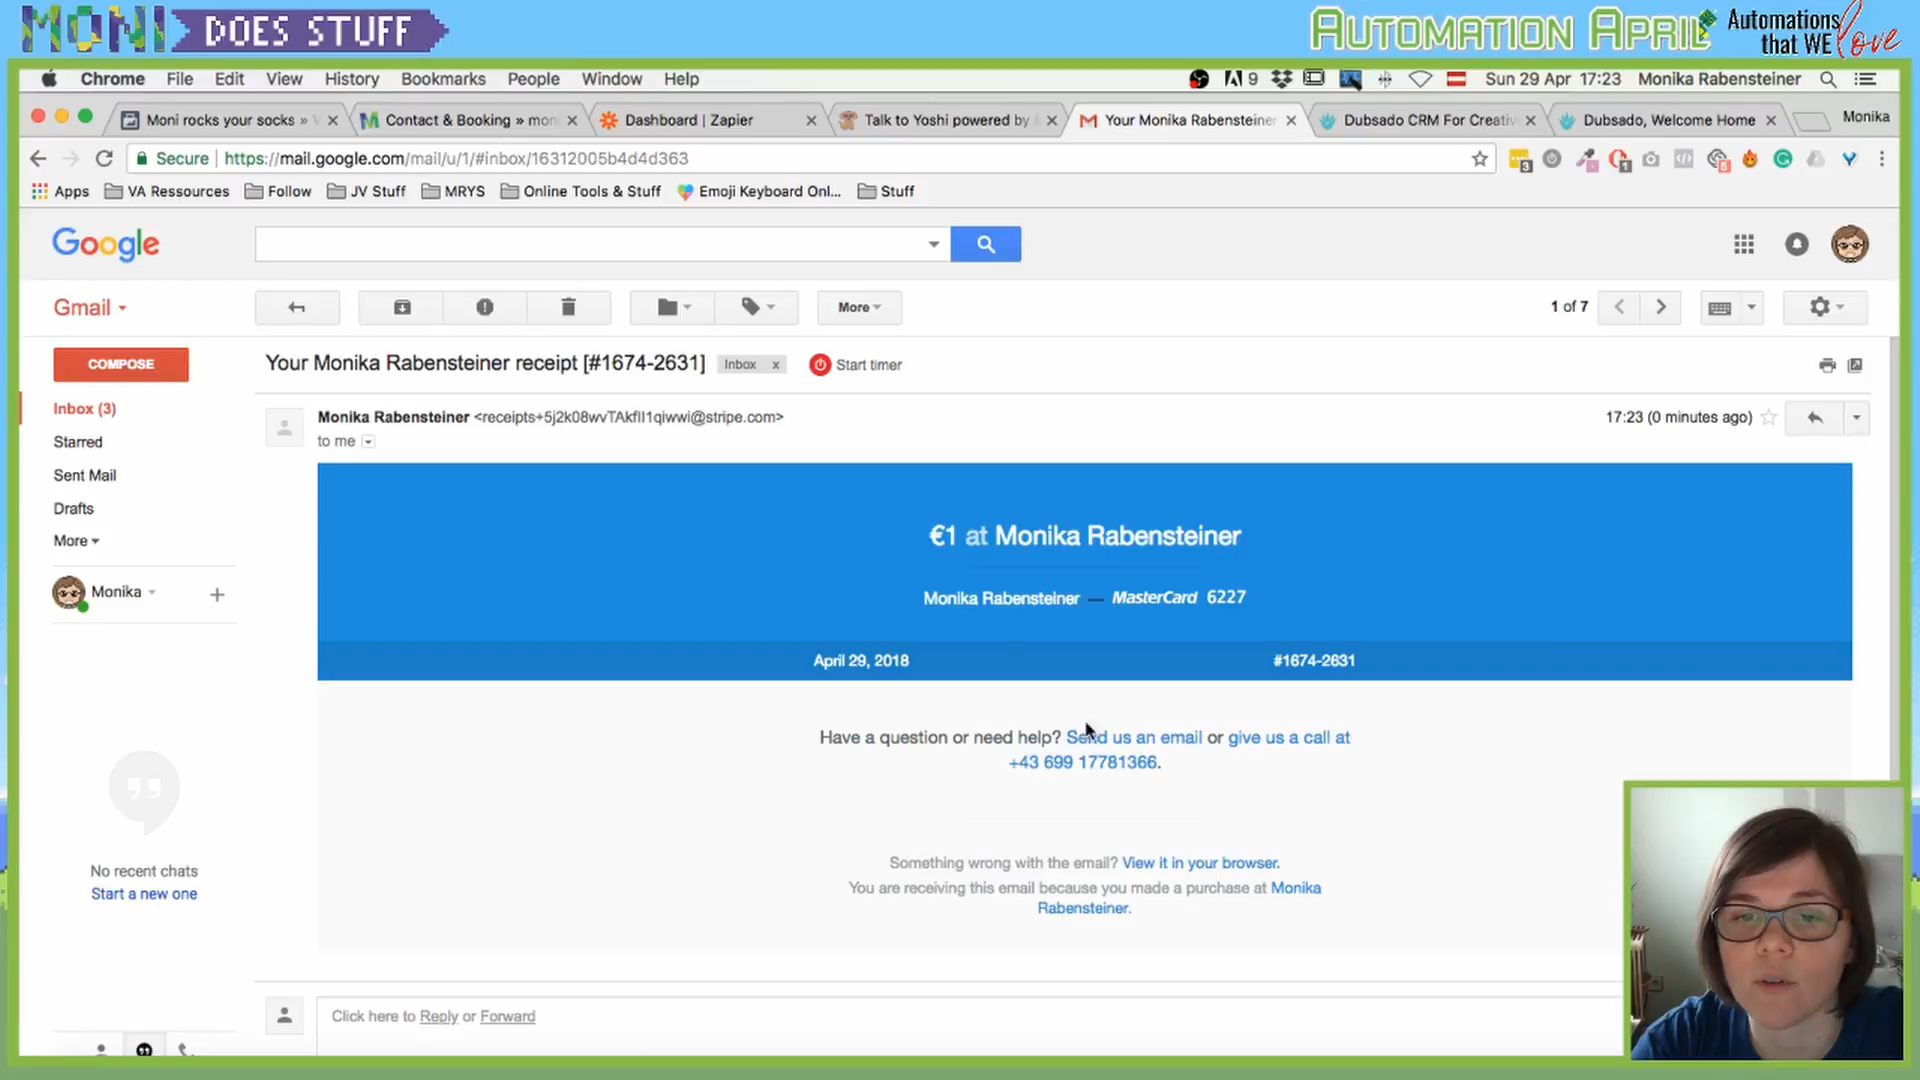 MONI DOES STUFF
AUTOMATION APRIL
Automations
that WE love
Chrome File Edit View History Bookmarks People Window Help
9 Sun 29 Apr 17:23 Monika Rabensteiner
Moni rocks your socks »
Contact & Booking » mon
Dashboard | Zapier
Talk to Yoshi powered by
Your Monika Rabensteiner
Dubsado CRM For Creativ
Dubsado, Welcome Home
Monika
Secure https://mail.google.com/mail/u/1/#inbox/16312005b4d4d363
Apps VA Ressources Follow JV Stuff MRYS Online Tools & Stuff Emoji Keyboard Onl... Stuff
Google
Gmail
More
1 of 7
COMPOSE
Your Monika Rabensteiner receipt [#1674-2631] Inbox x Start timer
Inbox (3)
Starred
Sent Mail
Drafts
More
Monika
No recent chats
Start a new one
Monika Rabensteiner <receipts+5j2k08wvTAkfII1qiwwi@stripe.com>
17:23 (0 minutes ago)
to me
€1 at Monika Rabensteiner
Monika Rabensteiner — MasterCard 6227
April 29, 2018 #1674-2631
Have a question or need help? Send us an email or give us a call at
+43 699 17781366.
Something wrong with the email? View it in your browser.
You are receiving this email because you made a purchase at Monika
Rabensteiner.
Click here to Reply or Forward